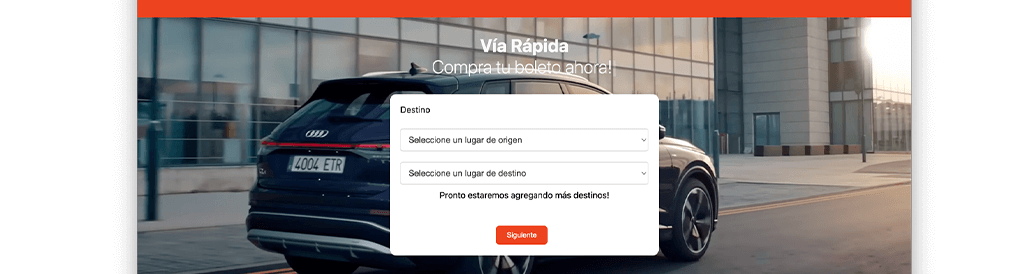 Vía Rápida
Compra tu boleto ahora!
Destino
Seleccione un lugar de origen
Seleccione un lugar de destino
Pronto estaremos agregando más destinos!
4004 ETR
Siguiente